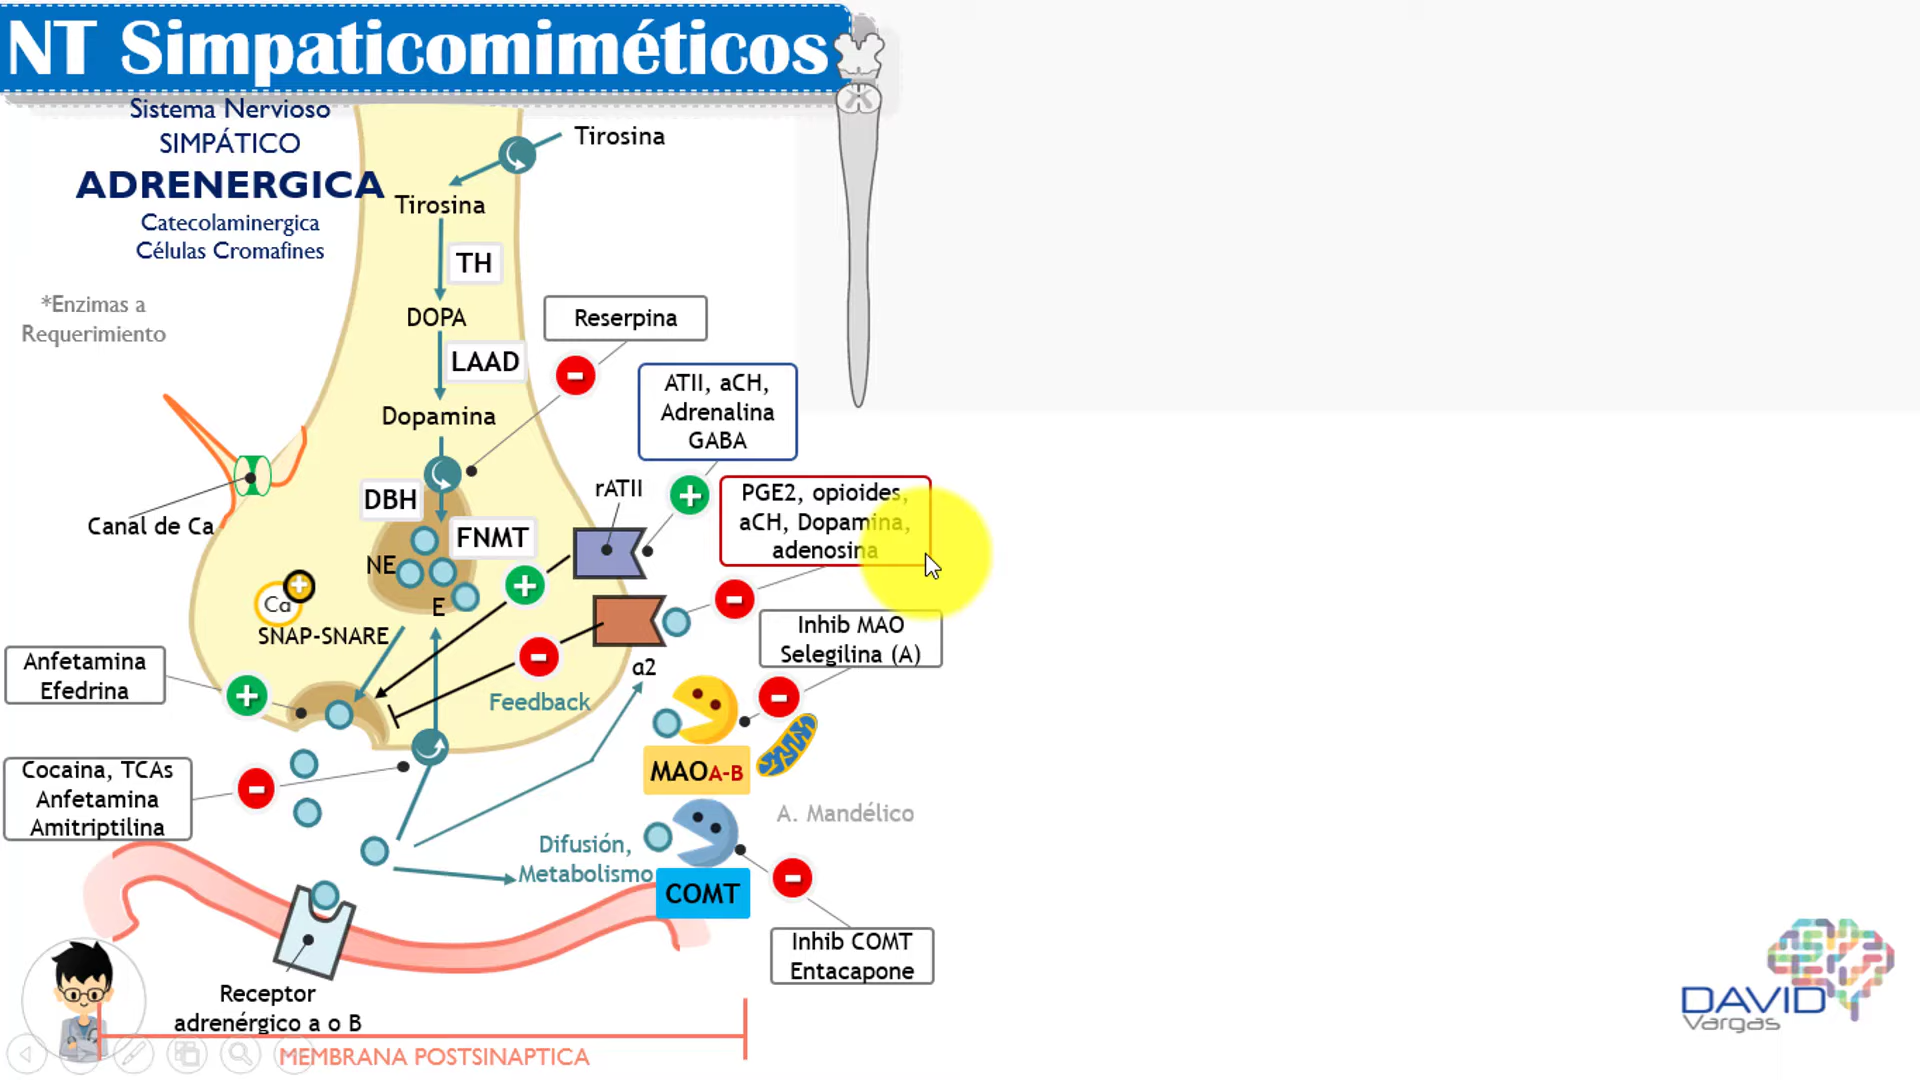 NT Simpaticomiméticos
Sistema Nervioso
SIMPÁTICO
ADRENERGICA
Catecolaminergica
Células Cromafines
*Enzimas a
Requerimiento
Tirosina
Tirosina
TH
DOPA
LAAD
Dopamina
Reserpina
ATII, aCH,
Adrenalina
GABA
DBH
rATII
FNMT
NE
E
PGE2, opioides,
aCH, Dopamina,
adenosina
Canal de Ca
Ca
SNAP-SNARE
Inhib MAO
Selegilina (A)
Anfetamina
Efedrina
α2
Feedback
MAOA-B
Cocaina, TCAs
Anfetamina
Amitriptilina
A. Mandélico
Difusión,
Metabolismo
COMT
Inhib COMT
Entacapone
Receptor
adrenérgico a o B
MEMBRANA POSTSINAPTICA
DAVID
Vargas